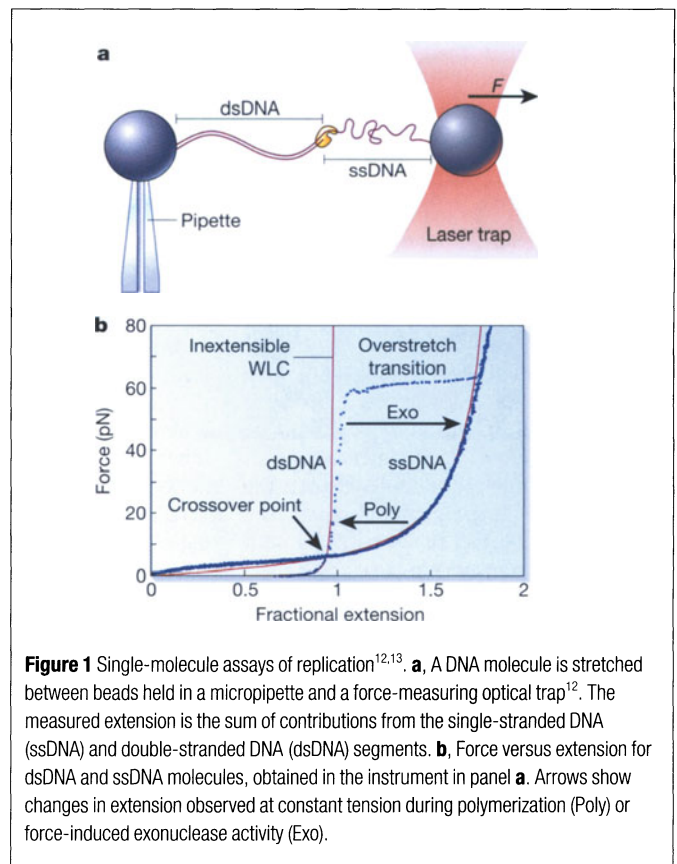 a
F
dsDNA
ssDNA
Pipette
Laser trap
b
80
Inextensible
WLC
Overstretch
transition
60
Exo
Force (pN)
40
dsDNA
ssDNA
Crossover point
Poly
20
0
0
0.5
1
1.5
2
Fractional extension
Figure 1 Single-molecule assays of replication12,13. a, A DNA molecule is stretched
between beads held in a micropipette and a force-measuring optical trap12. The
measured extension is the sum of contributions from the single-stranded DNA
(ssDNA) and double-stranded DNA (dsDNA) segments. b, Force versus extension for
dsDNA and ssDNA molecules, obtained in the instrument in panel a. Arrows show
changes in extension observed at constant tension during polymerization (Poly) or
force-induced exonuclease activity (Exo).